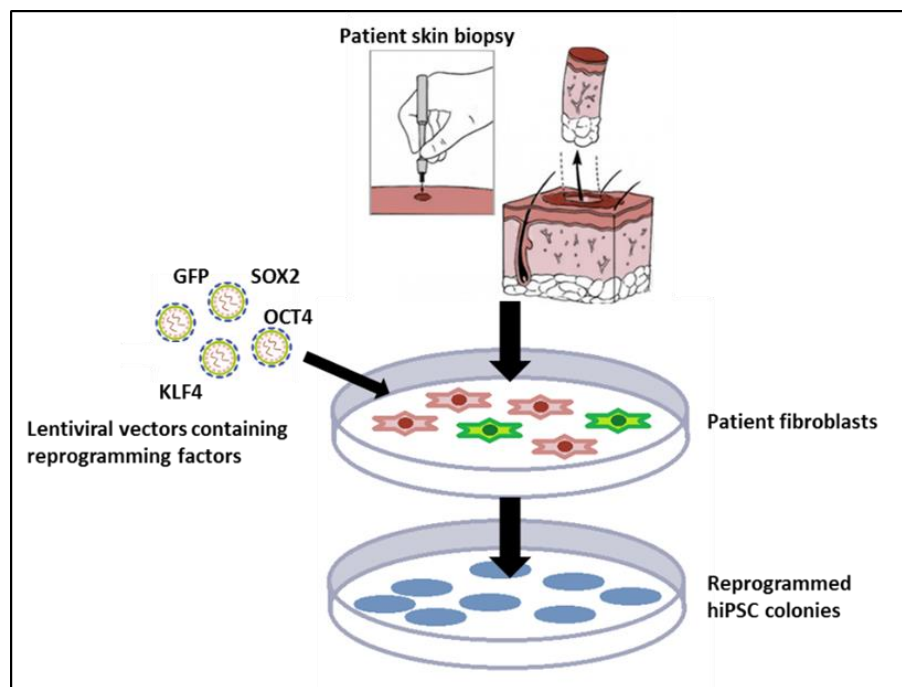 Patient skin biopsy
GFP SOX2
OCT4
KLF4
Lentiviral vectors containing
reprogramming factors
Patient fibroblasts
Reprogrammed
hiPSC colonies